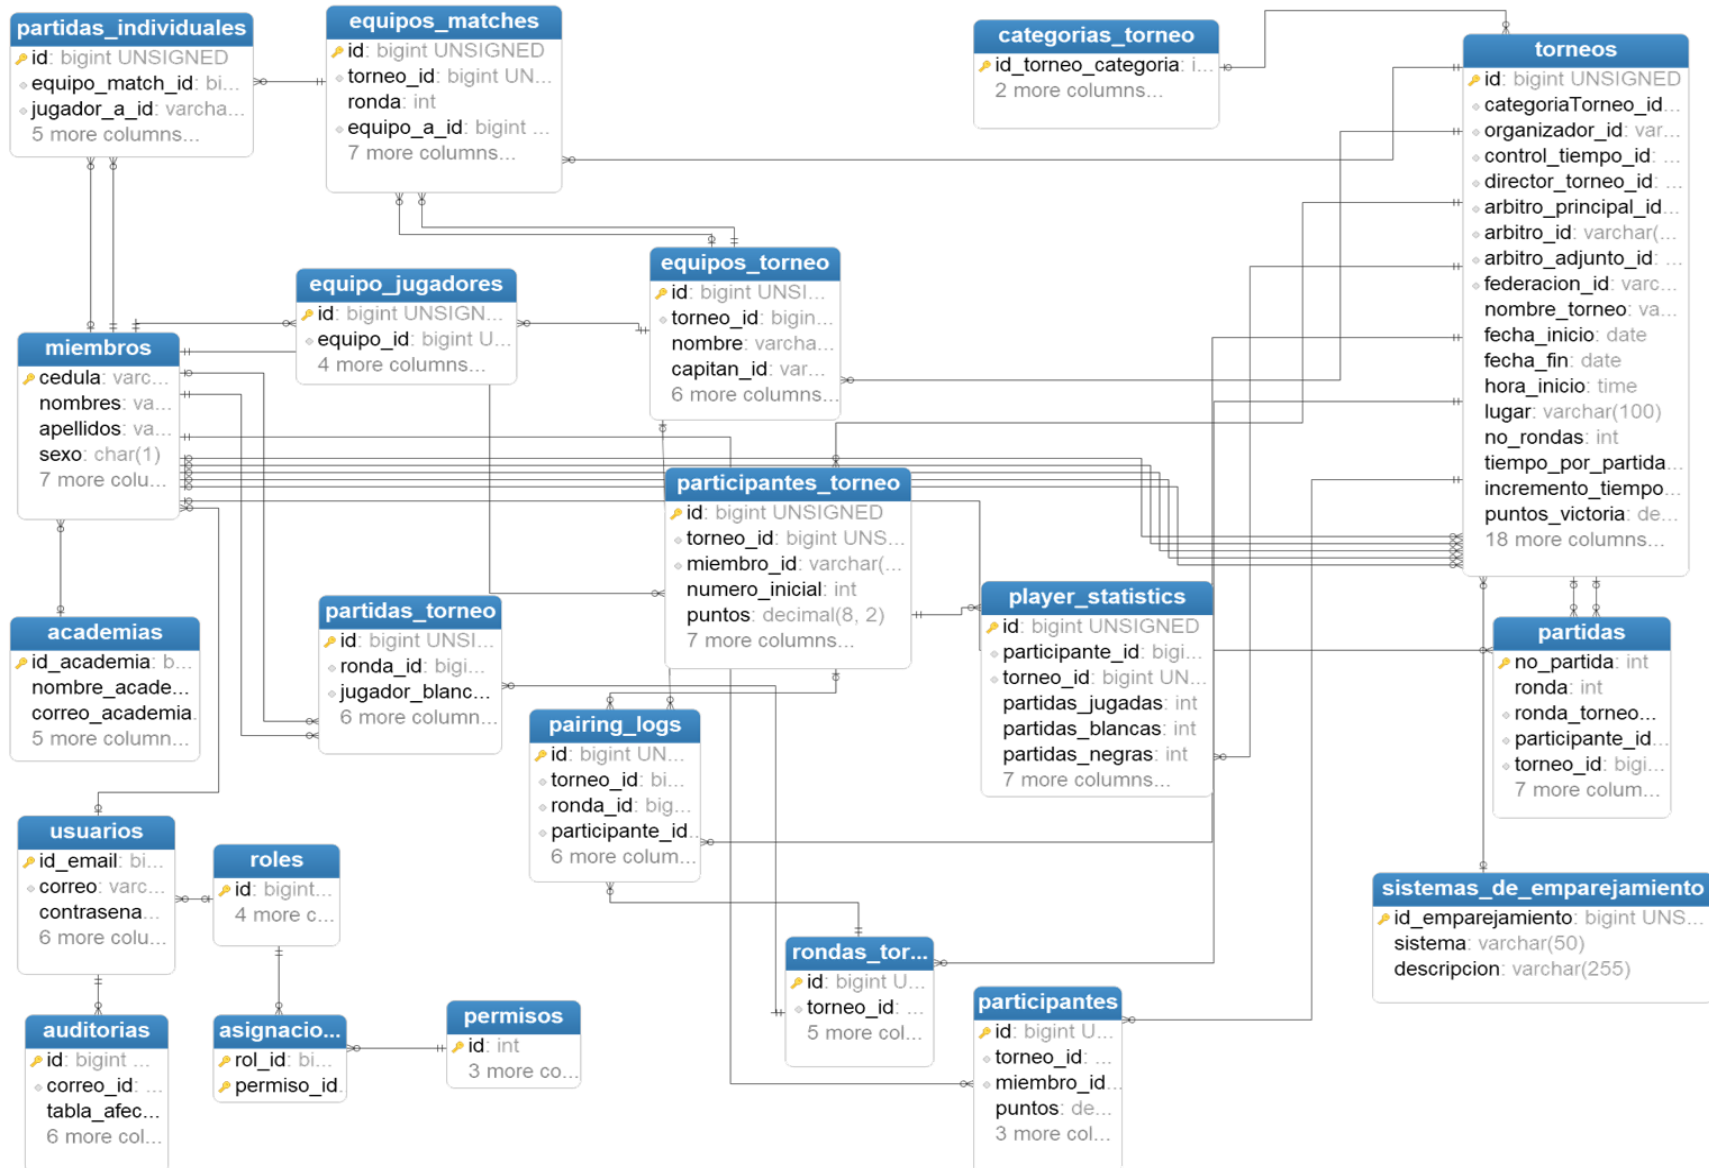 partidas_individuales
id: bigint UNSIGNED
equipo_match_id: bi...
jugador_a_id: varcha...
5 more columns...
equipos_matches
id: bigint UNSIGNED
torneo_id: bigint UN...
ronda: int
equipo_a_id: bigint ...
7 more columns...
categorias_torneo
id_torneo_categoria: i...
2 more columns...
torneos
id: bigint UNSIGNED
categoriaTorneo_id...
organizador_id: var...
control_tiempo_id: ...
director_torneo_id: ...
arbitro_principal_id...
arbitro_id: varchar(...
arbitro_adjunto_id: ...
federacion_id: varc...
nombre_torneo: va...
fecha_inicio: date
fecha_fin: date
hora_inicio: time
lugar: varchar(100)
no_rondas: int
tiempo_por_partida...
incremento_tiempo...
puntos_victoria: de...
18 more columns...
equipo_jugadores
id: bigint UNSIGN...
equipo_id: bigint U...
4 more columns...
equipos_torneo
id: bigint UNSI...
torneo_id: bigin...
nombre: varcha...
capitan_id: var...
6 more columns...
miembros
cedula: varc...
nombres: va...
apellidos: va...
sexo: char(1)
7 more colu...
participantes_torneo
id: bigint UNSIGNED
torneo_id: bigint UNS...
miembro_id: varchar(...
numero_inicial: int
puntos: decimal(8, 2)
7 more columns...
player_statistics
id: bigint UNSIGNED
participante_id: bigi...
torneo_id: bigint UN...
partidas_jugadas: int
partidas_blancas: int
partidas_negras: int
7 more columns...
partidas_torneo
id: bigint UNSI...
ronda_id: bigi...
jugador_blanc...
6 more column...
academias
id_academia: b...
nombre_acade...
correo_academia
5 more column...
partidas
no_partida: int
ronda: int
ronda_torneo...
participante_id...
torneo_id: bigi...
7 more colum...
pairing_logs
id: bigint UN...
torneo_id: bi...
ronda_id: big...
participante_id...
6 more colum...
usuarios
id_email: bi...
correo: varc...
contrasena...
6 more colu...
roles
id: bigint...
4 more c...
sistemas_de_emparejamiento
id_emparejamiento: bigint UNS...
sistema: varchar(50)
descripcion: varchar(255)
rondas_tor...
id: bigint U...
torneo_id: ...
5 more col...
participantes
id: bigint U...
torneo_id: ...
miembro_id...
puntos: de...
3 more col...
auditorias
id: bigint ...
correo_id: ...
tabla_afec...
6 more col...
asignacio...
rol_id: bi...
permiso_id...
permisos
id: int
3 more co...